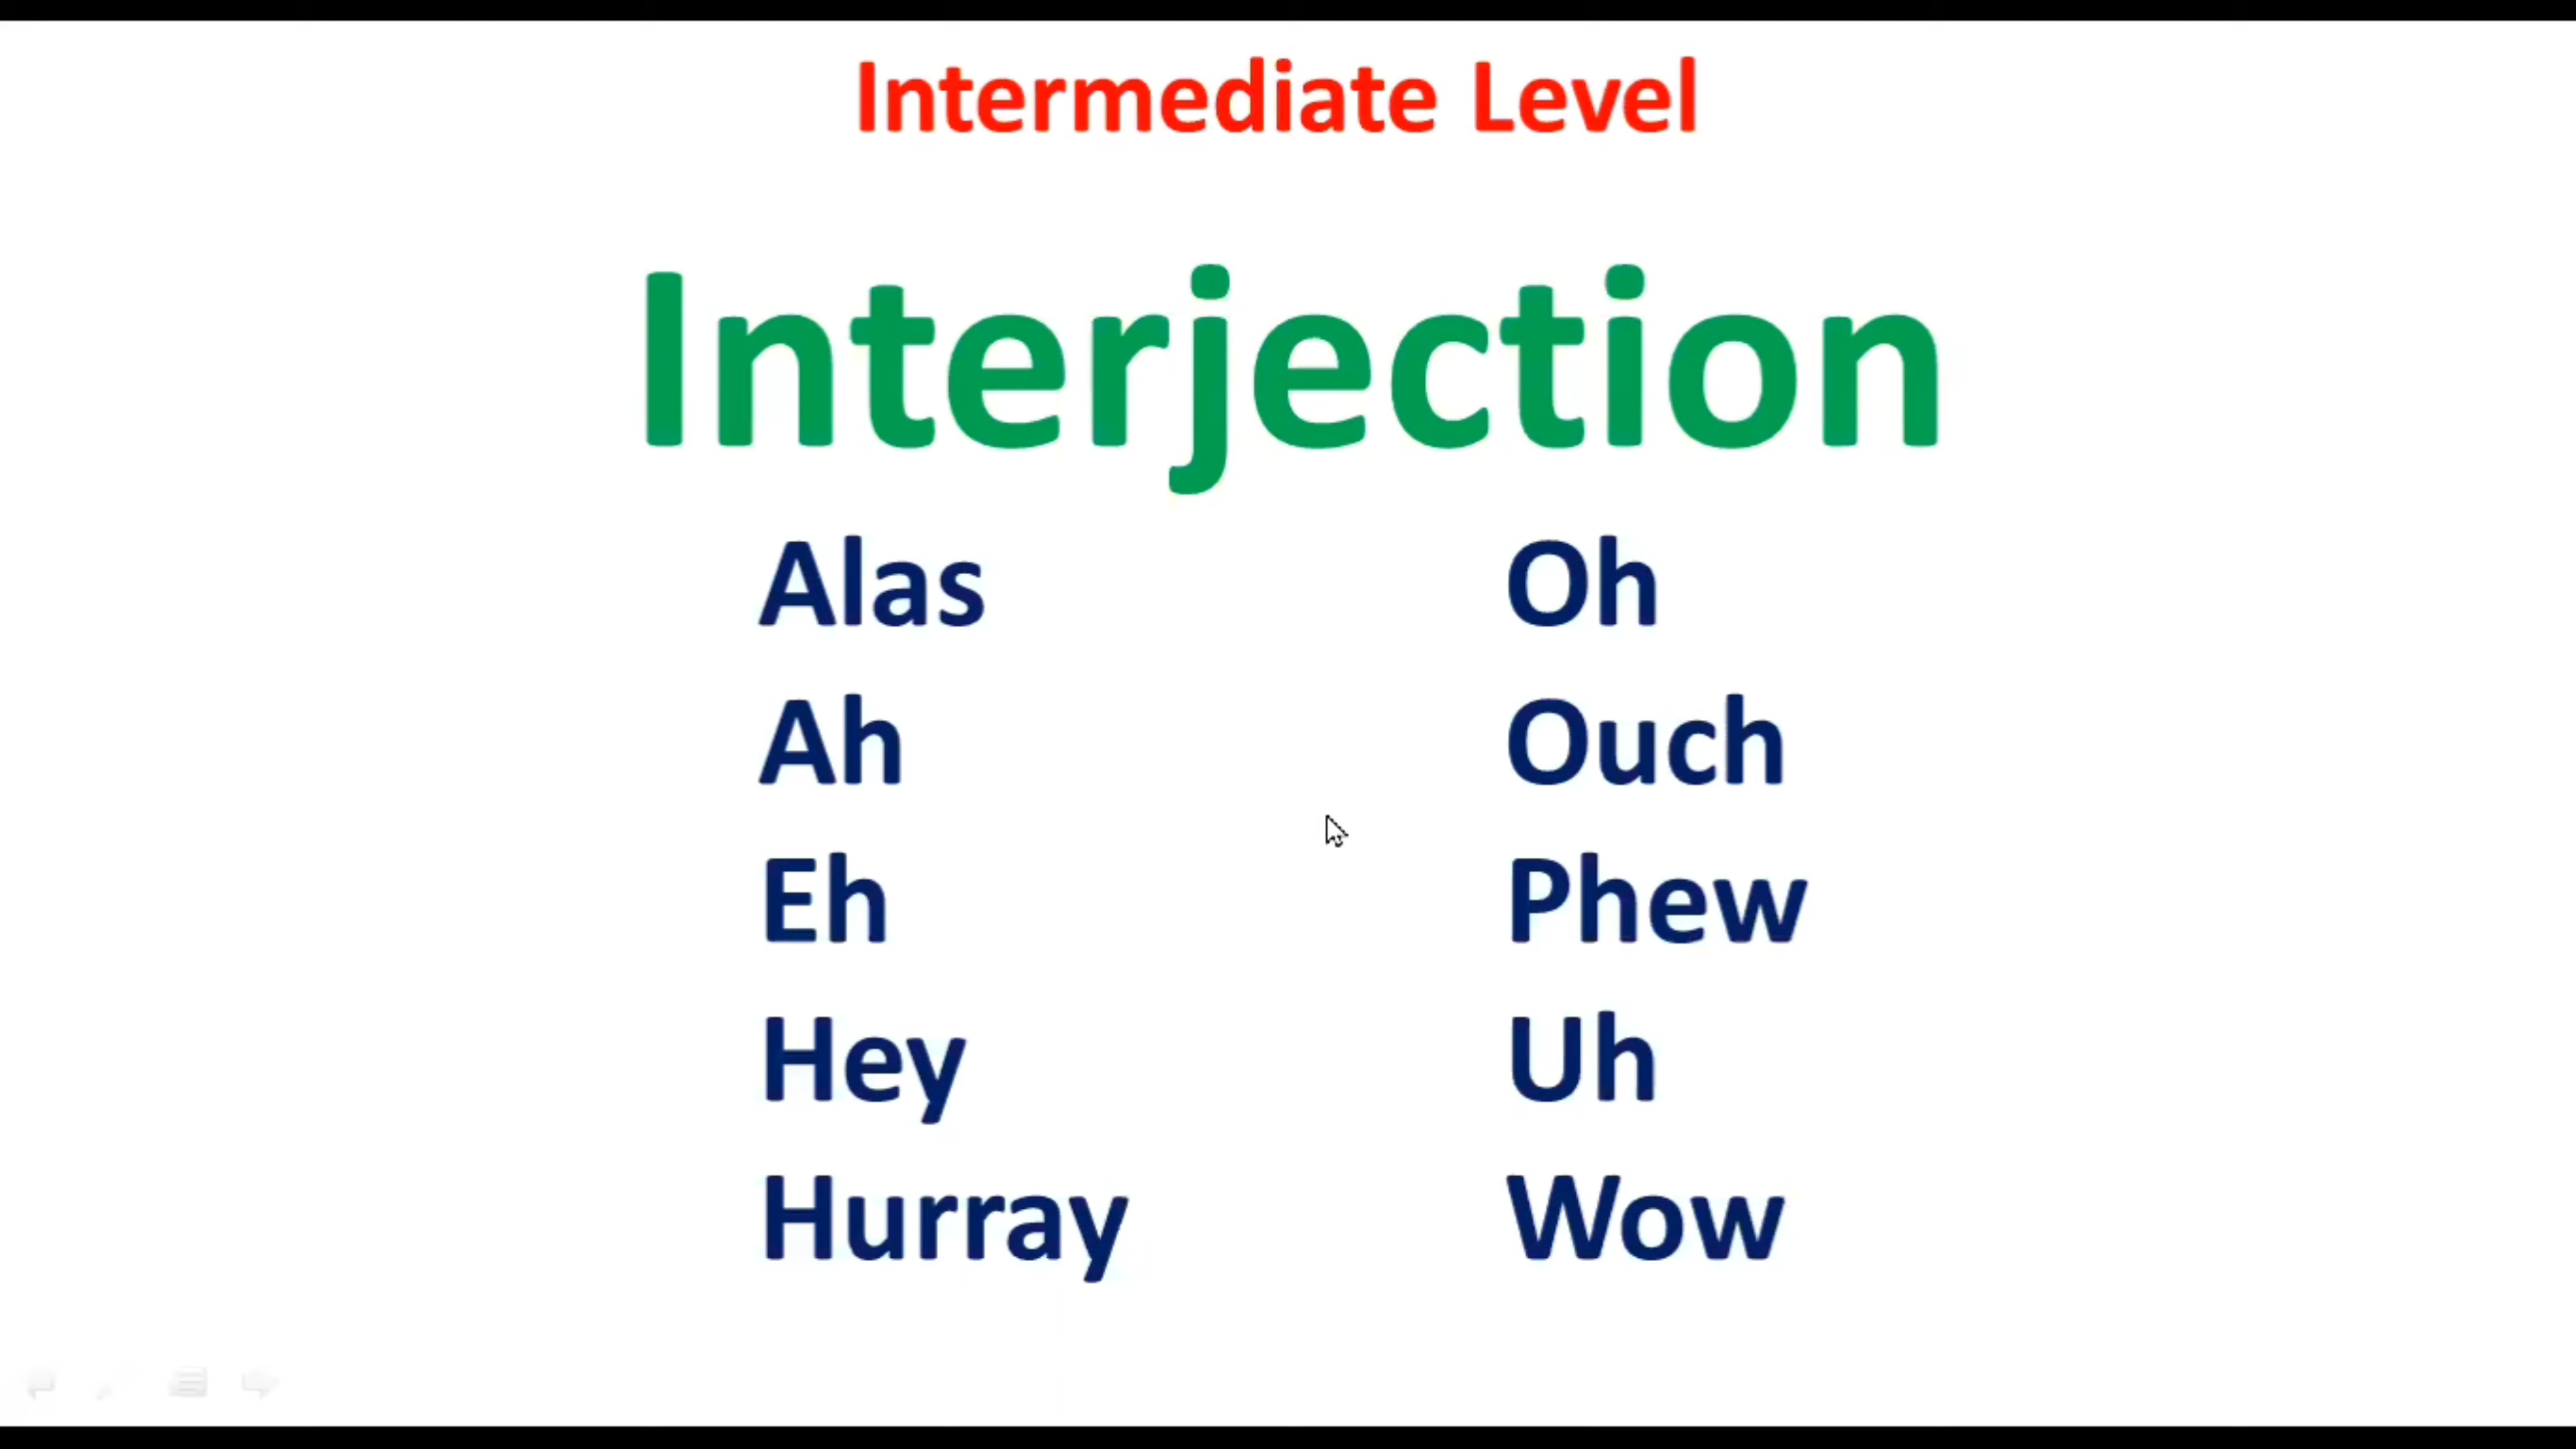 Intermediate Level
Interjection
Alas
Oh
Ah
Ouch
Eh
Phew
Hey
Uh
Hurray
Wow